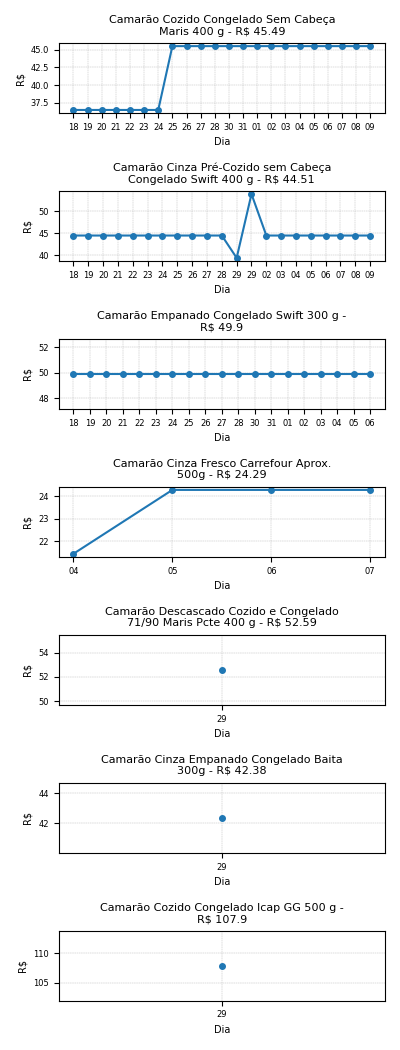 Camarão Cozido Congelado Sem Cabeça
Maris 400 g - R$ 45.49
45.0
42.5
40.0
37.5
R$
18 19 20 21 22 23 24 25 26 27 28 30 31 01 02 03 04 05 06 07 08 09
Dia
Camarão Cinza Pré-Cozido sem Cabeça
Congelado Swift 400 g - R$ 44.51
50
45
40
R$
18 19 20 21 22 23 24 25 26 27 28 29 29 02 03 04 05 06 07 08 09
Dia
Camarão Empanado Congelado Swift 300 g -
R$ 49.9
52
50
48
R$
18 19 20 21 22 23 24 25 26 27 28 30 31 01 02 03 04 05 06
Dia
Camarão Cinza Fresco Carrefour Aprox.
500g - R$ 24.29
24
23
22
R$
04 05 06 07
Dia
Camarão Descascado Cozido e Congelado
71/90 Maris Pcte 400 g - R$ 52.59
54
52
50
R$
29
Dia
Camarão Cinza Empanado Congelado Baita
300g - R$ 42.38
44
42
R$
29
Dia
Camarão Cozido Congelado Icap GG 500 g -
R$ 107.9
110
105
R$
29
Dia